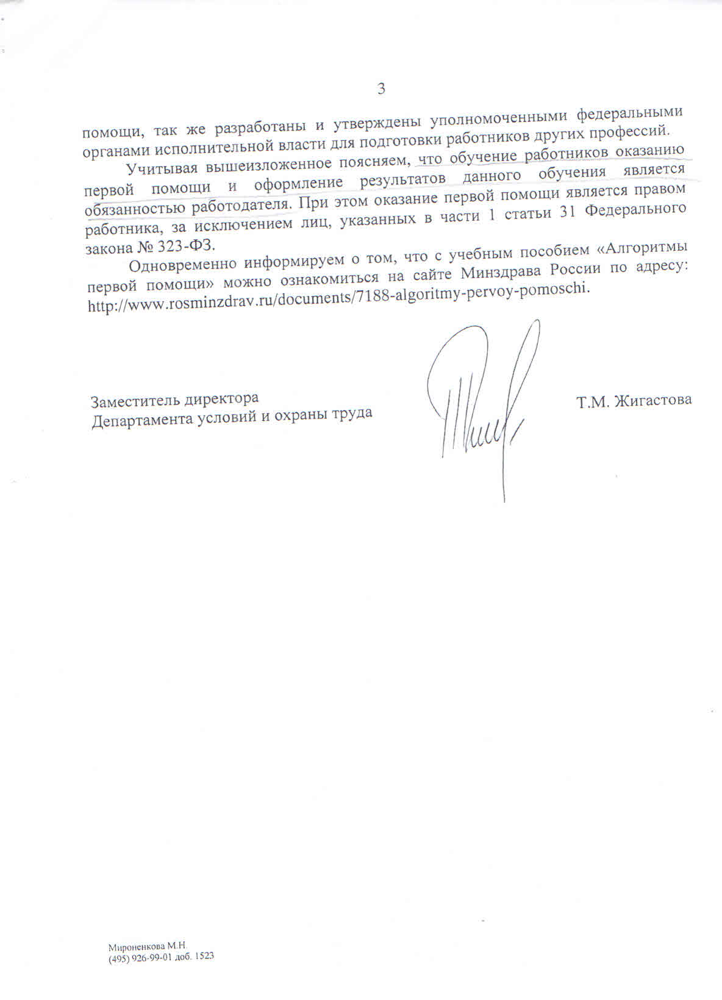 3
помощи, так же разработаны и утверждены уполномоченными федеральными
органами исполнительной власти для подготовки работников других профессий.
Учитывая вышеизложенное поясняем, что обучение работников оказанию
первой помощи и оформление результатов данного обучения является
обязанностью работодателя. При этом оказание первой помощи является правом
работника, за исключением лиц, указанных в части 1 статьи 31 Федерального
закона № 323-ФЗ.
Одновременно информируем о том, что с учебным пособием «Алгоритмы
первой помощи» можно ознакомиться на сайте Минздрава России по адресу:
http://www.rosminzdrav.ru/documents/7188-algoritmy-pervoy-pomoschi.
Заместитель директора
Департамента условий и охраны труда
Т.М. Жигастова
Мироненкова М.Н.
(495) 926-99-01 доб. 1523